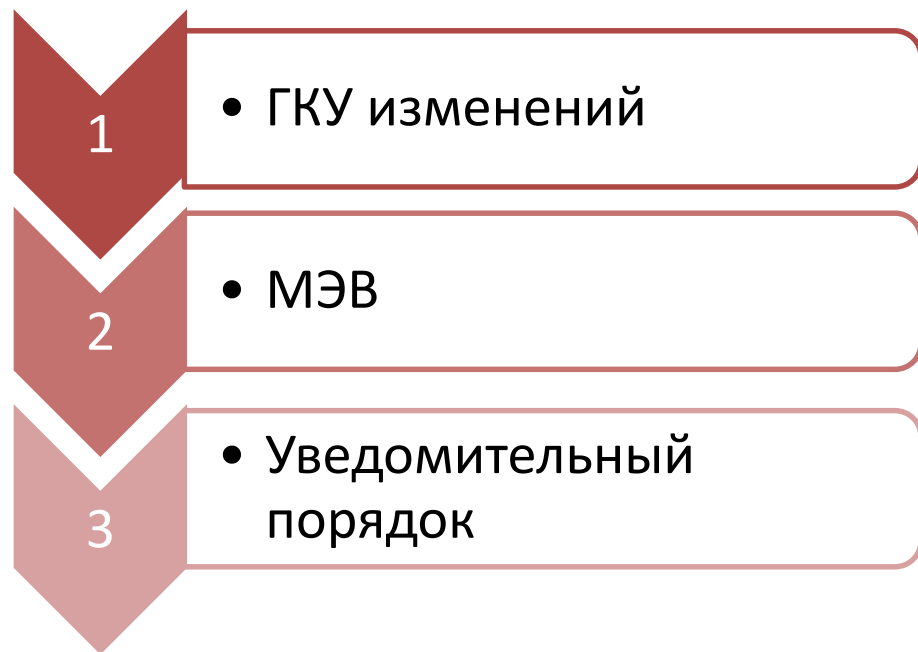 1
• ГКУ изменений
2
• МЭВ
3
• Уведомительный
порядок